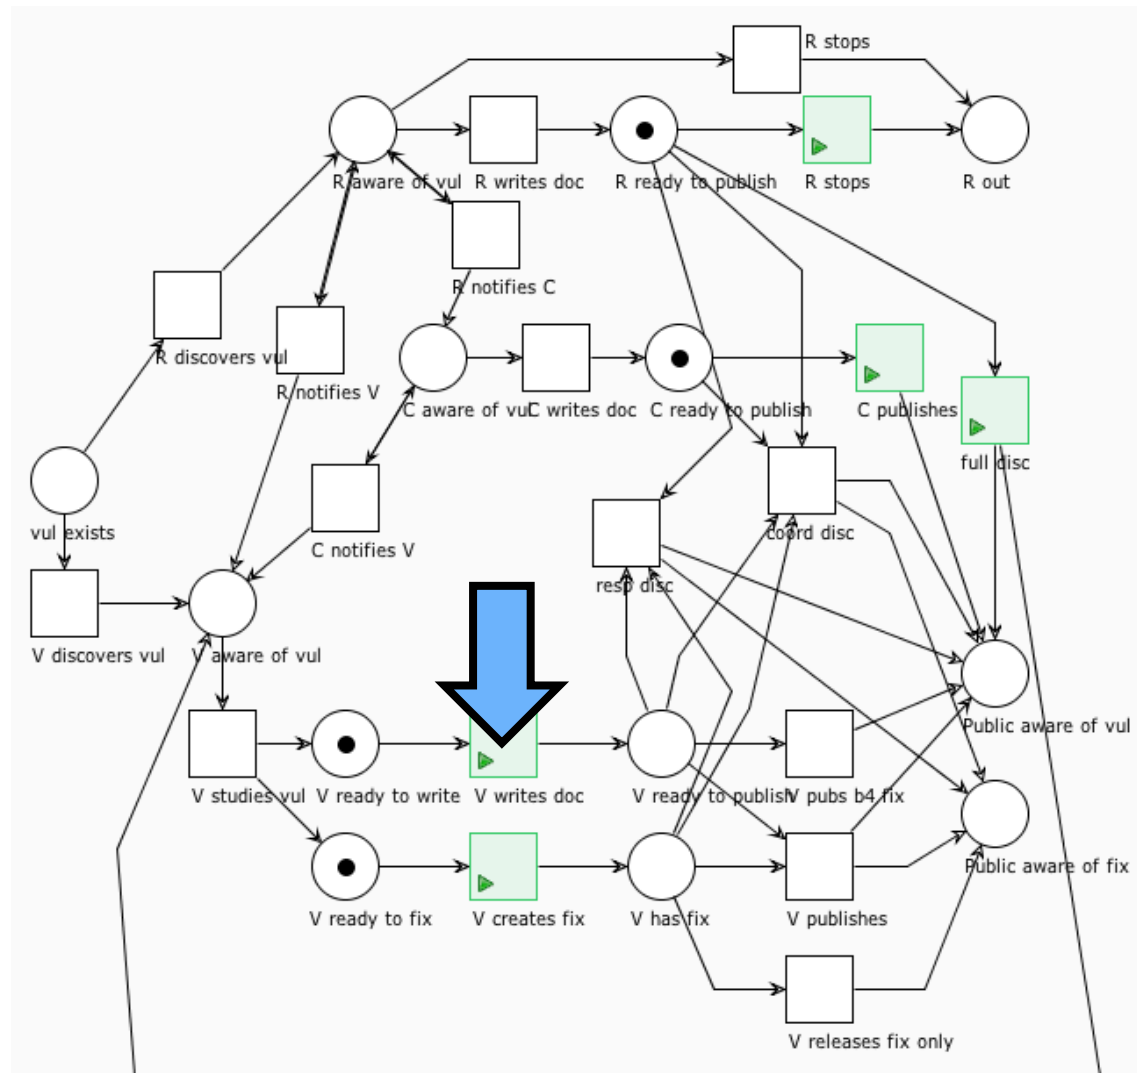 R stops
R aware of vul
R writes doc
R ready to publish
R stops
R out
R notifies C
R discovers vul
R notifies V
C aware of vul
C writes doc
C ready to publish
C publishes
full disc
vul exists
C notifies V
coord disc
resp disc
V discovers vul
V aware of vul
Public aware of vul
V studies vul
V ready to write
V writes doc
V ready to publish
V pubs b4 fix
Public aware of fix
V ready to fix
V creates fix
V has fix
V publishes
V releases fix only